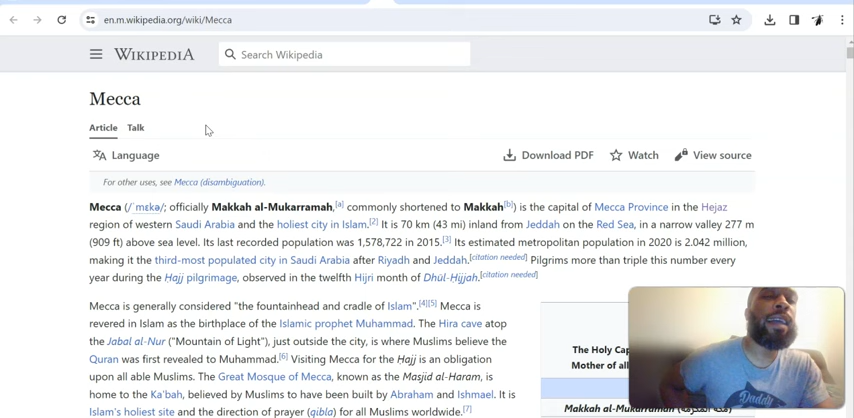 en.m.wikipedia.org/wiki/Mecca
WIKIPEDIA
Search Wikipedia
Mecca
Article Talk
Language Download PDF Watch View source
For other uses, see Mecca (disambiguation).
Mecca (/ˈmɛkə/; officially Makkah al-Mukarramah,[a] commonly shortened to Makkah[b]) is the capital of Mecca Province in the Hejaz
region of western Saudi Arabia and the holiest city in Islam.[2] It is 70 km (43 mi) inland from Jeddah on the Red Sea, in a narrow valley 277 m
(909 ft) above sea level. Its last recorded population was 1,578,722 in 2015.[3] Its estimated metropolitan population in 2020 is 2.042 million,
making it the third-most populated city in Saudi Arabia after Riyadh and Jeddah.[citation needed] Pilgrims more than triple this number every
year during the Ḥajj pilgrimage, observed in the twelfth Hijri month of Dhūl-Ḥijjah.[citation needed]
Mecca is generally considered "the fountainhead and cradle of Islam".[4][5] Mecca is
revered in Islam as the birthplace of the Islamic prophet Muhammad. The Hira cave atop
the Jabal al-Nur ("Mountain of Light"), just outside the city, is where Muslims believe the
Quran was first revealed to Muhammad.[6] Visiting Mecca for the Ḥajj is an obligation
upon all able Muslims. The Great Mosque of Mecca, known as the Masjid al-Haram, is
home to the Ka'bah, believed by Muslims to have been built by Abraham and Ishmael. It is
Islam's holiest site and the direction of prayer (qibla) for all Muslims worldwide.[7]
The Holy Cap
Mother of all
Makkah al-Mukarramah (مكة المكرمة)
Daddy